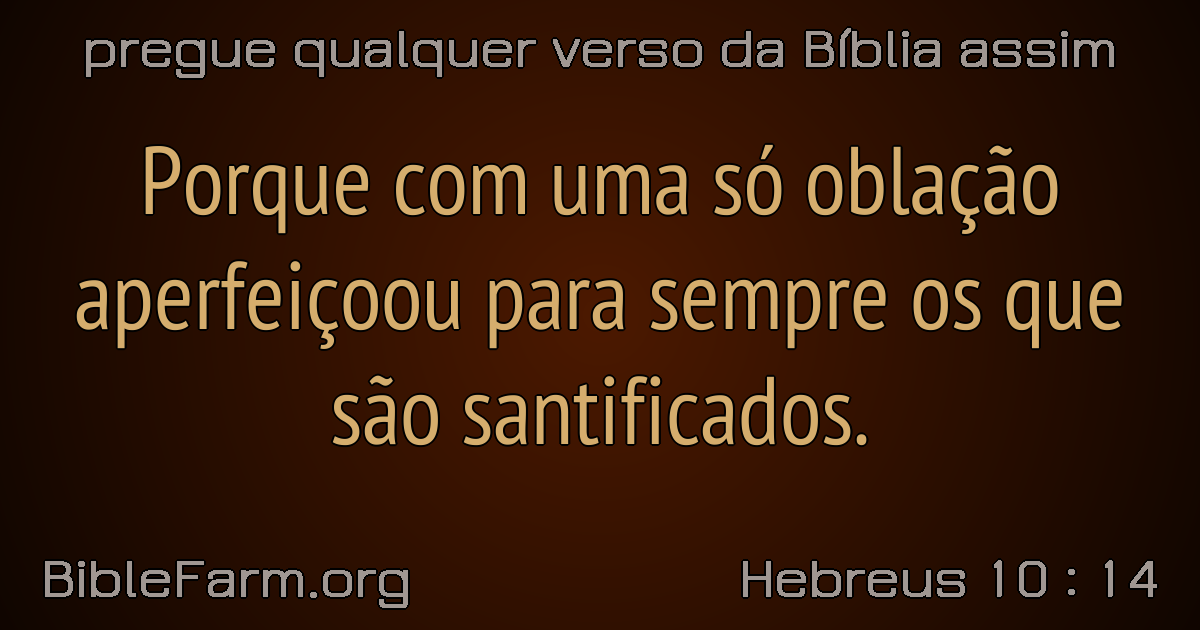 pregue qualquer verso da Bíblia assim
Porque com uma só oblação
aperfeiçoou para sempre os que
são santificados.
BibleFarm.org
Hebreus 10 : 14